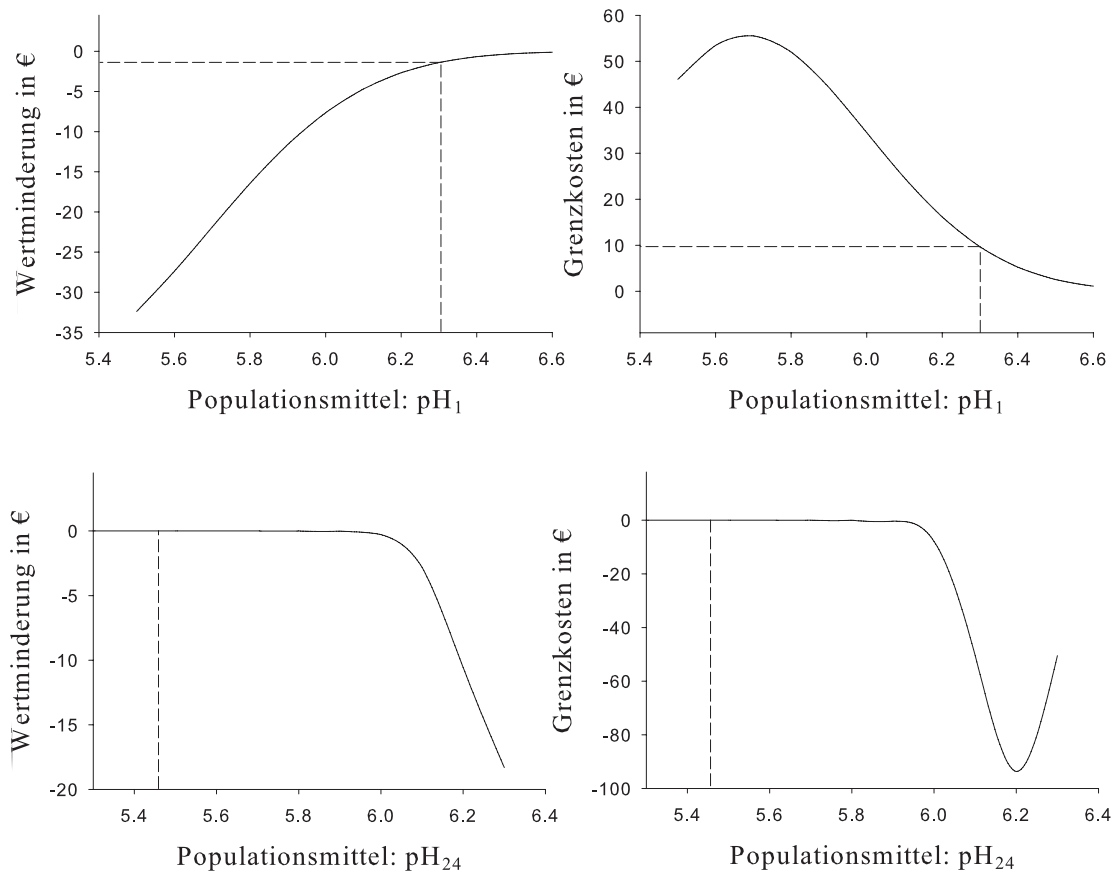 Wertminderung in €
0
-5
-10
-15
-20
-25
-30
-35
5.4 5.6 5.8 6.0 6.2 6.4 6.6
Populationsmittel: pH₁
Grenzkosten in €
60
50
40
30
20
10
0
5.4 5.6 5.8 6.0 6.2 6.4 6.6
Populationsmittel: pH₁
Wertminderung in €
0
-5
-10
-15
-20
5.4 5.6 5.8 6.0 6.2 6.4
Populationsmittel: pH₂₄
Grenzkosten in €
0
-20
-40
-60
-80
-100
5.4 5.6 5.8 6.0 6.2 6.4
Populationsmittel: pH₂₄